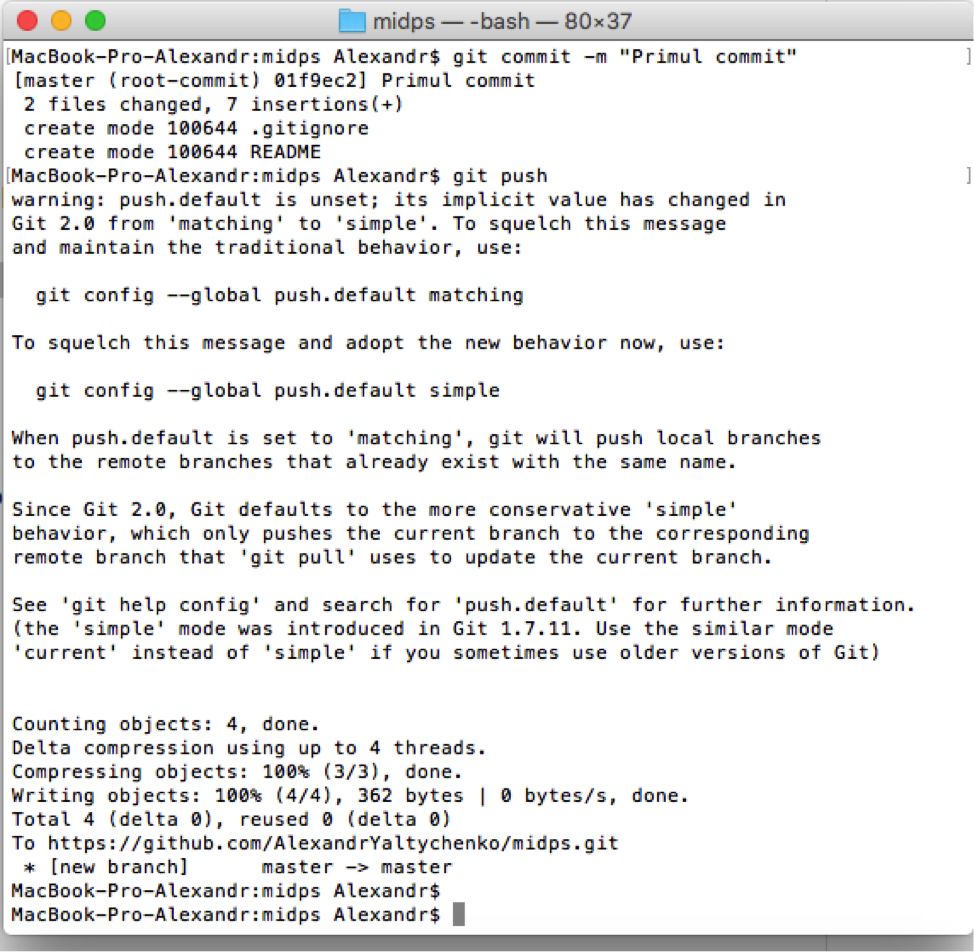 midps — -bash — 80×37
[MacBook-Pro-Alexandr:midps Alexandr$ git commit -m "Primul commit" ]
[master (root-commit) 01f9ec2] Primul commit
 2 files changed, 7 insertions(+)
 create mode 100644 .gitignore
 create mode 100644 README
[MacBook-Pro-Alexandr:midps Alexandr$ git push ]
warning: push.default is unset; its implicit value has changed in
Git 2.0 from 'matching' to 'simple'. To squelch this message
and maintain the traditional behavior, use:

  git config --global push.default matching

To squelch this message and adopt the new behavior now, use:

  git config --global push.default simple

When push.default is set to 'matching', git will push local branches
to the remote branches that already exist with the same name.

Since Git 2.0, Git defaults to the more conservative 'simple'
behavior, which only pushes the current branch to the corresponding
remote branch that 'git pull' uses to update the current branch.

See 'git help config' and search for 'push.default' for further information.
(the 'simple' mode was introduced in Git 1.7.11. Use the similar mode
'current' instead of 'simple' if you sometimes use older versions of Git)

Counting objects: 4, done.
Delta compression using up to 4 threads.
Compressing objects: 100% (3/3), done.
Writing objects: 100% (4/4), 362 bytes | 0 bytes/s, done.
Total 4 (delta 0), reused 0 (delta 0)
To https://github.com/AlexandrYaltychenko/midps.git
 * [new branch]      master -> master
MacBook-Pro-Alexandr:midps Alexandr$
MacBook-Pro-Alexandr:midps Alexandr$